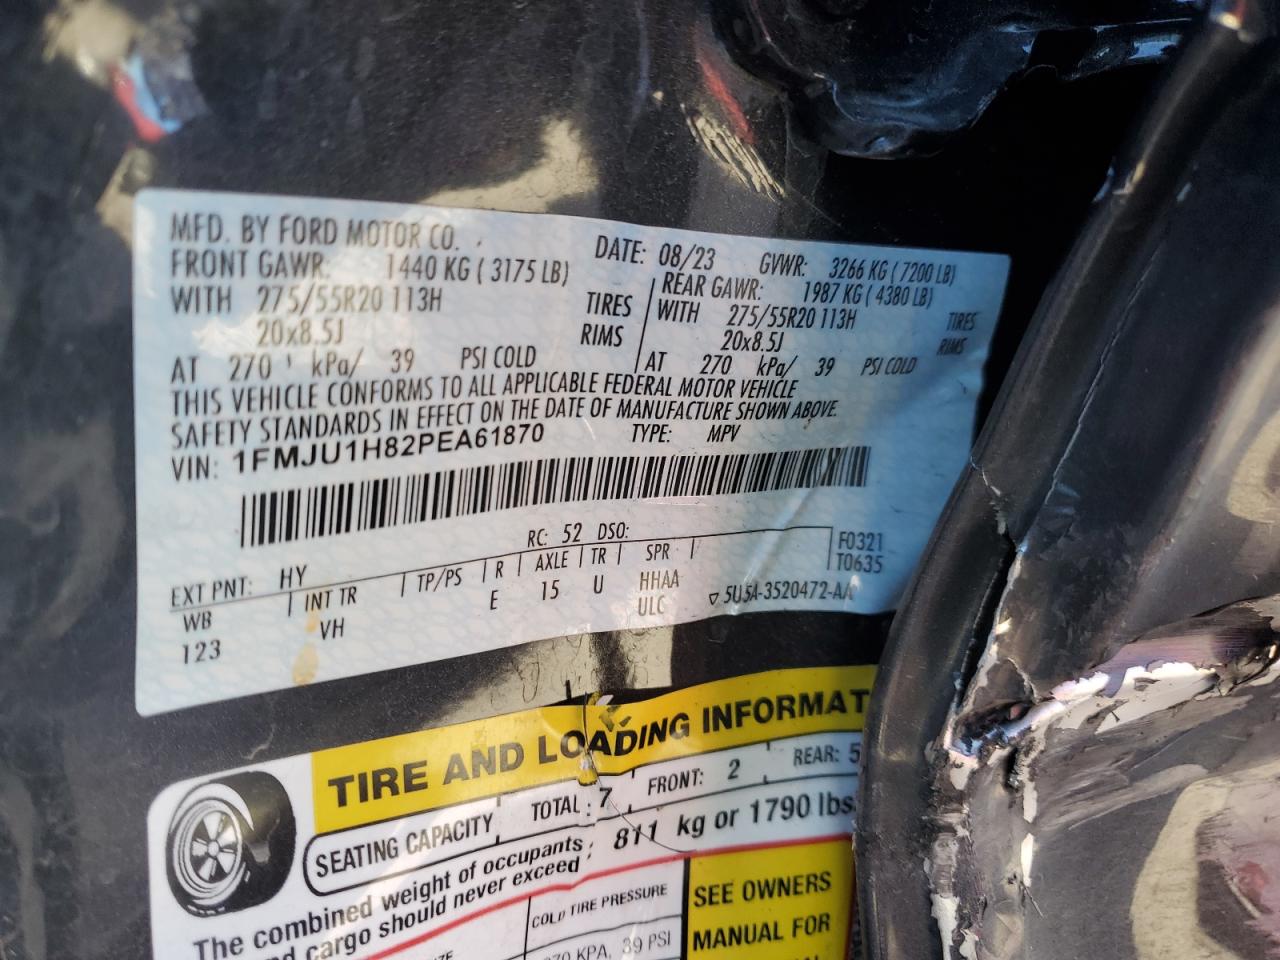 MFD. BY FORD MOTOR CO. DATE: 08/23 GVWR: 3266 KG (7200 LB)
FRONT GAWR: 1440 KG (3175 LB) REAR GAWR: 1987 KG (4380 LB)
WITH 275/55R20 113H TIRES WITH 275/55R20 113H TIRES
20x8.5J RIMS 20x8.5J RIMS
AT 270 kPa/ 39 PSI COLD AT 270 kPa/ 39 PSI COLD
THIS VEHICLE CONFORMS TO ALL APPLICABLE FEDERAL MOTOR VEHICLE
SAFETY STANDARDS IN EFFECT ON THE DATE OF MANUFACTURE SHOWN ABOVE.
VIN: 1FMJU1H82PEA61870 TYPE: MPV
RC: 52 DSO: F0321
EXT PNT: HY T0635
WB INT TR TP/PS R AXLE TR SPR
123 VH E 15 U HHAA
ULC ▽5U5A-3520472-AA
TIRE AND LOADING INFORMAT
SEATING CAPACITY TOTAL: 7 FRONT: 2 REAR: 5
The combined weight of occupants
and cargo should never exceed: 811 kg or 1790 lbs
COLD TIRE PRESSURE SEE OWNERS
KPA, 39 PSI MANUAL FOR